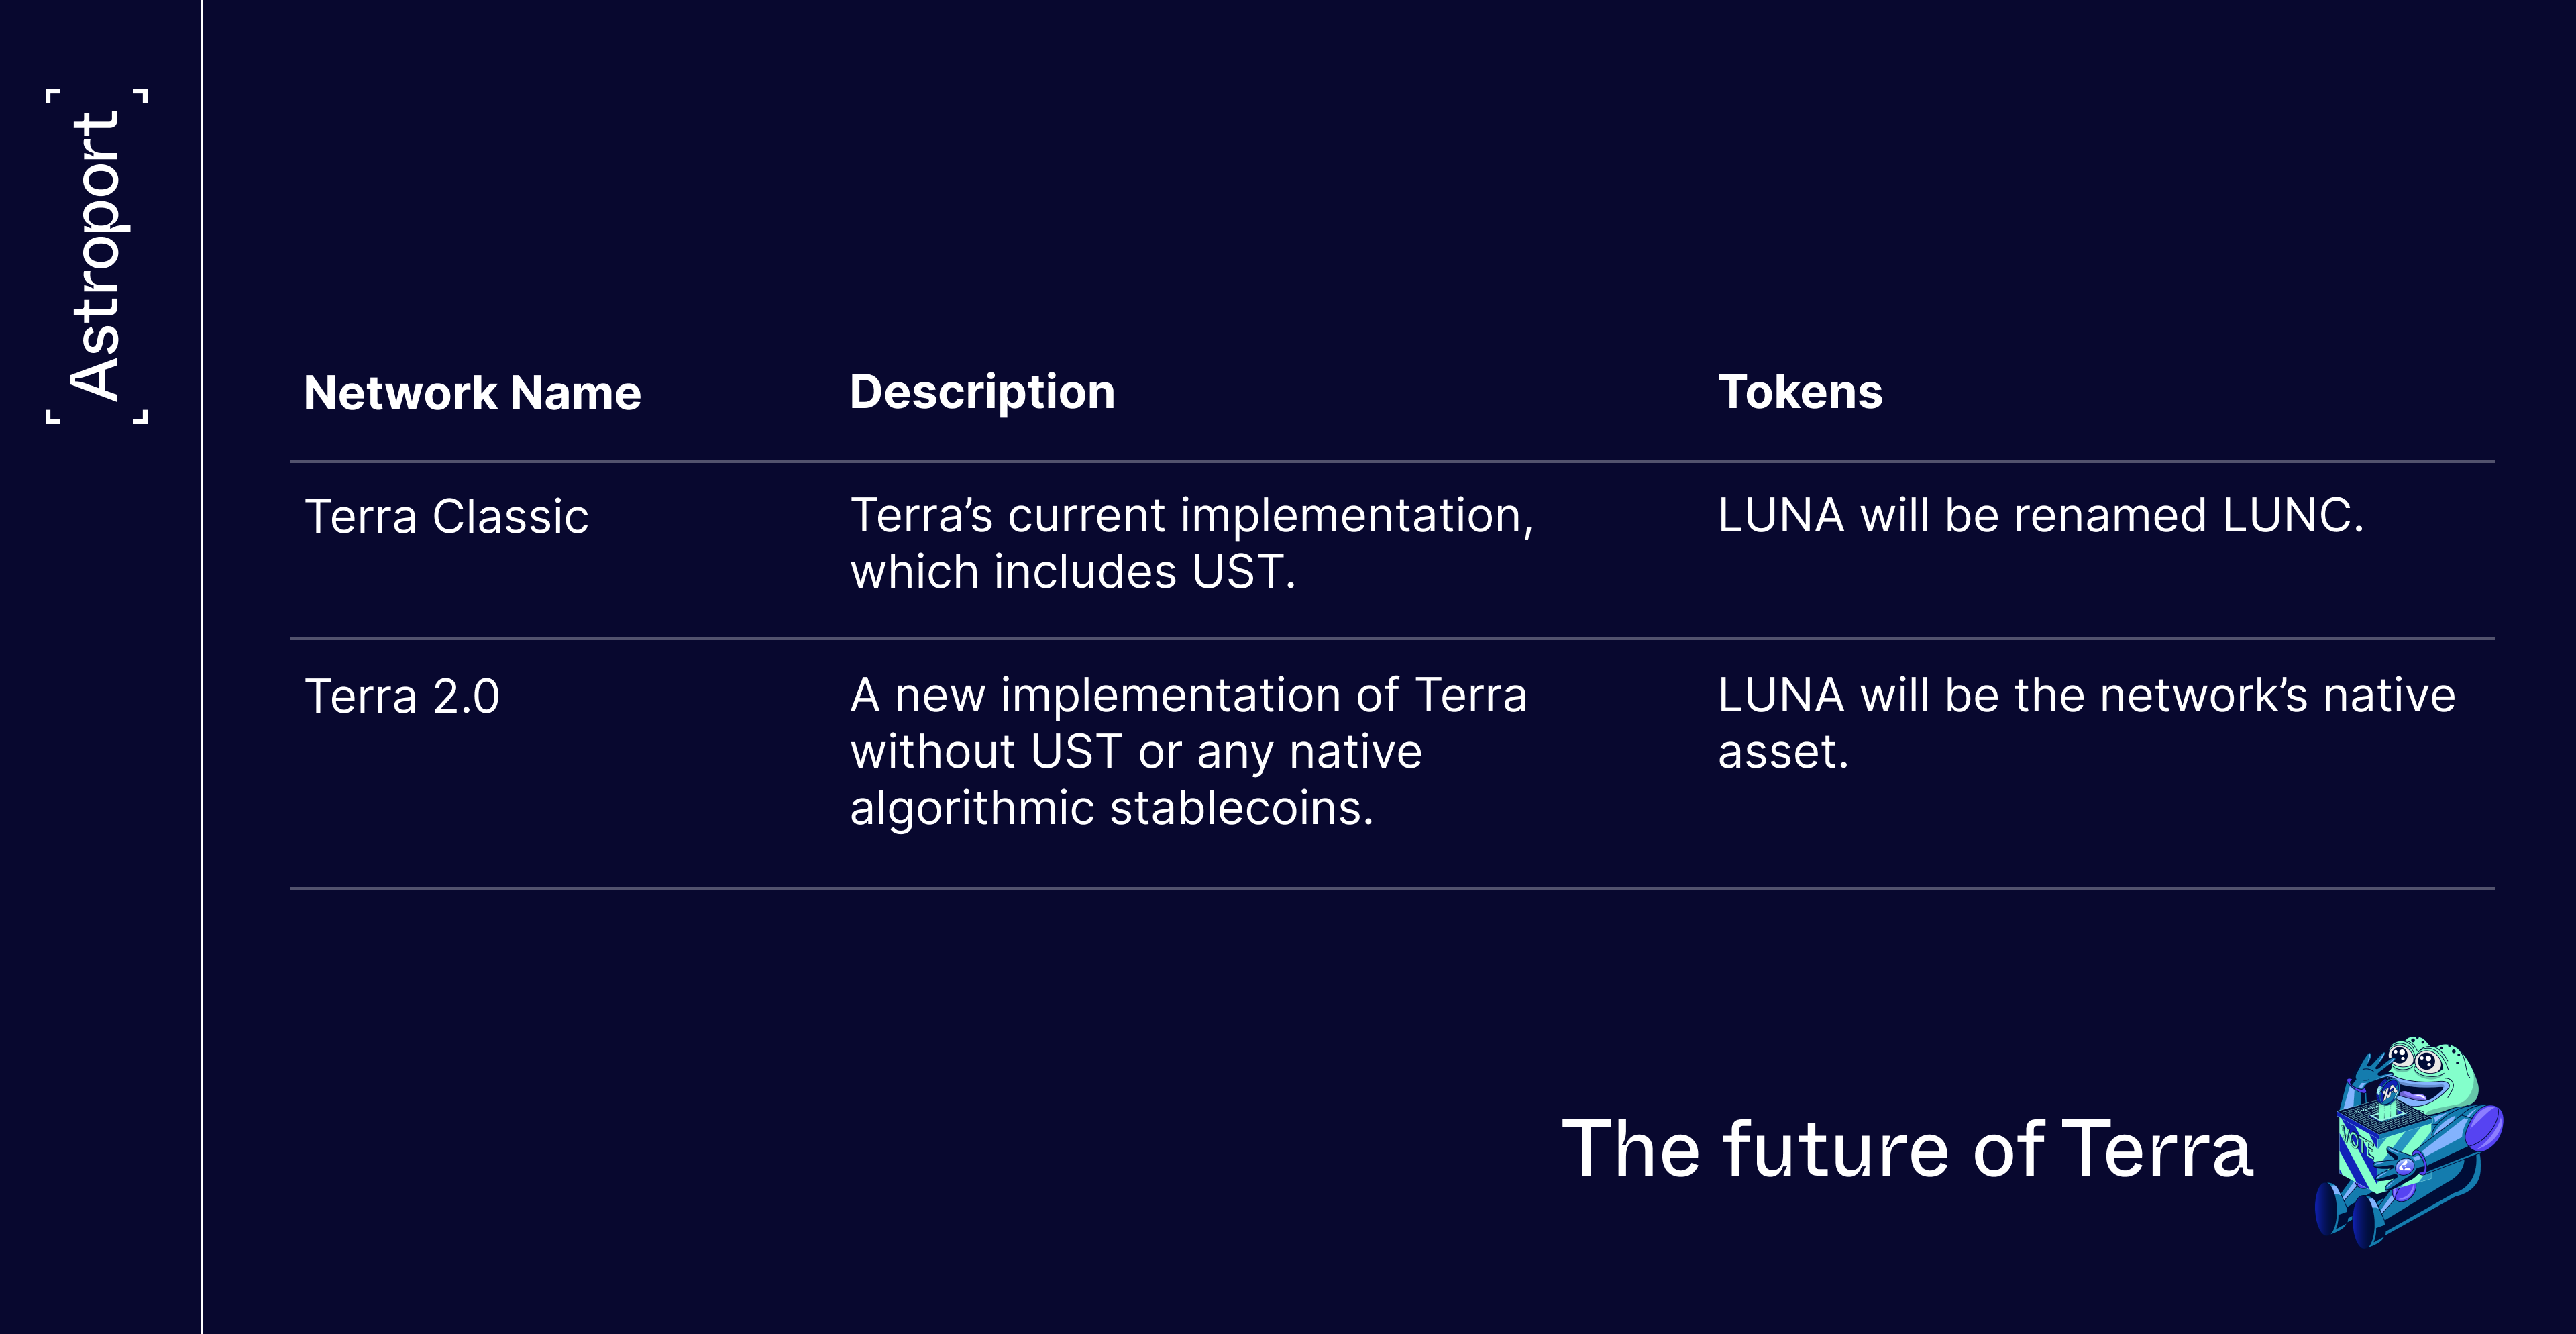 Astroport
Network Name
Description
Tokens
Terra Classic
Terra’s current implementation,
which includes UST.
LUNA will be renamed LUNC.
Terra 2.0
A new implementation of Terra
without UST or any native
algorithmic stablecoins.
LUNA will be the network’s native
asset.
The future of Terra
VOTE